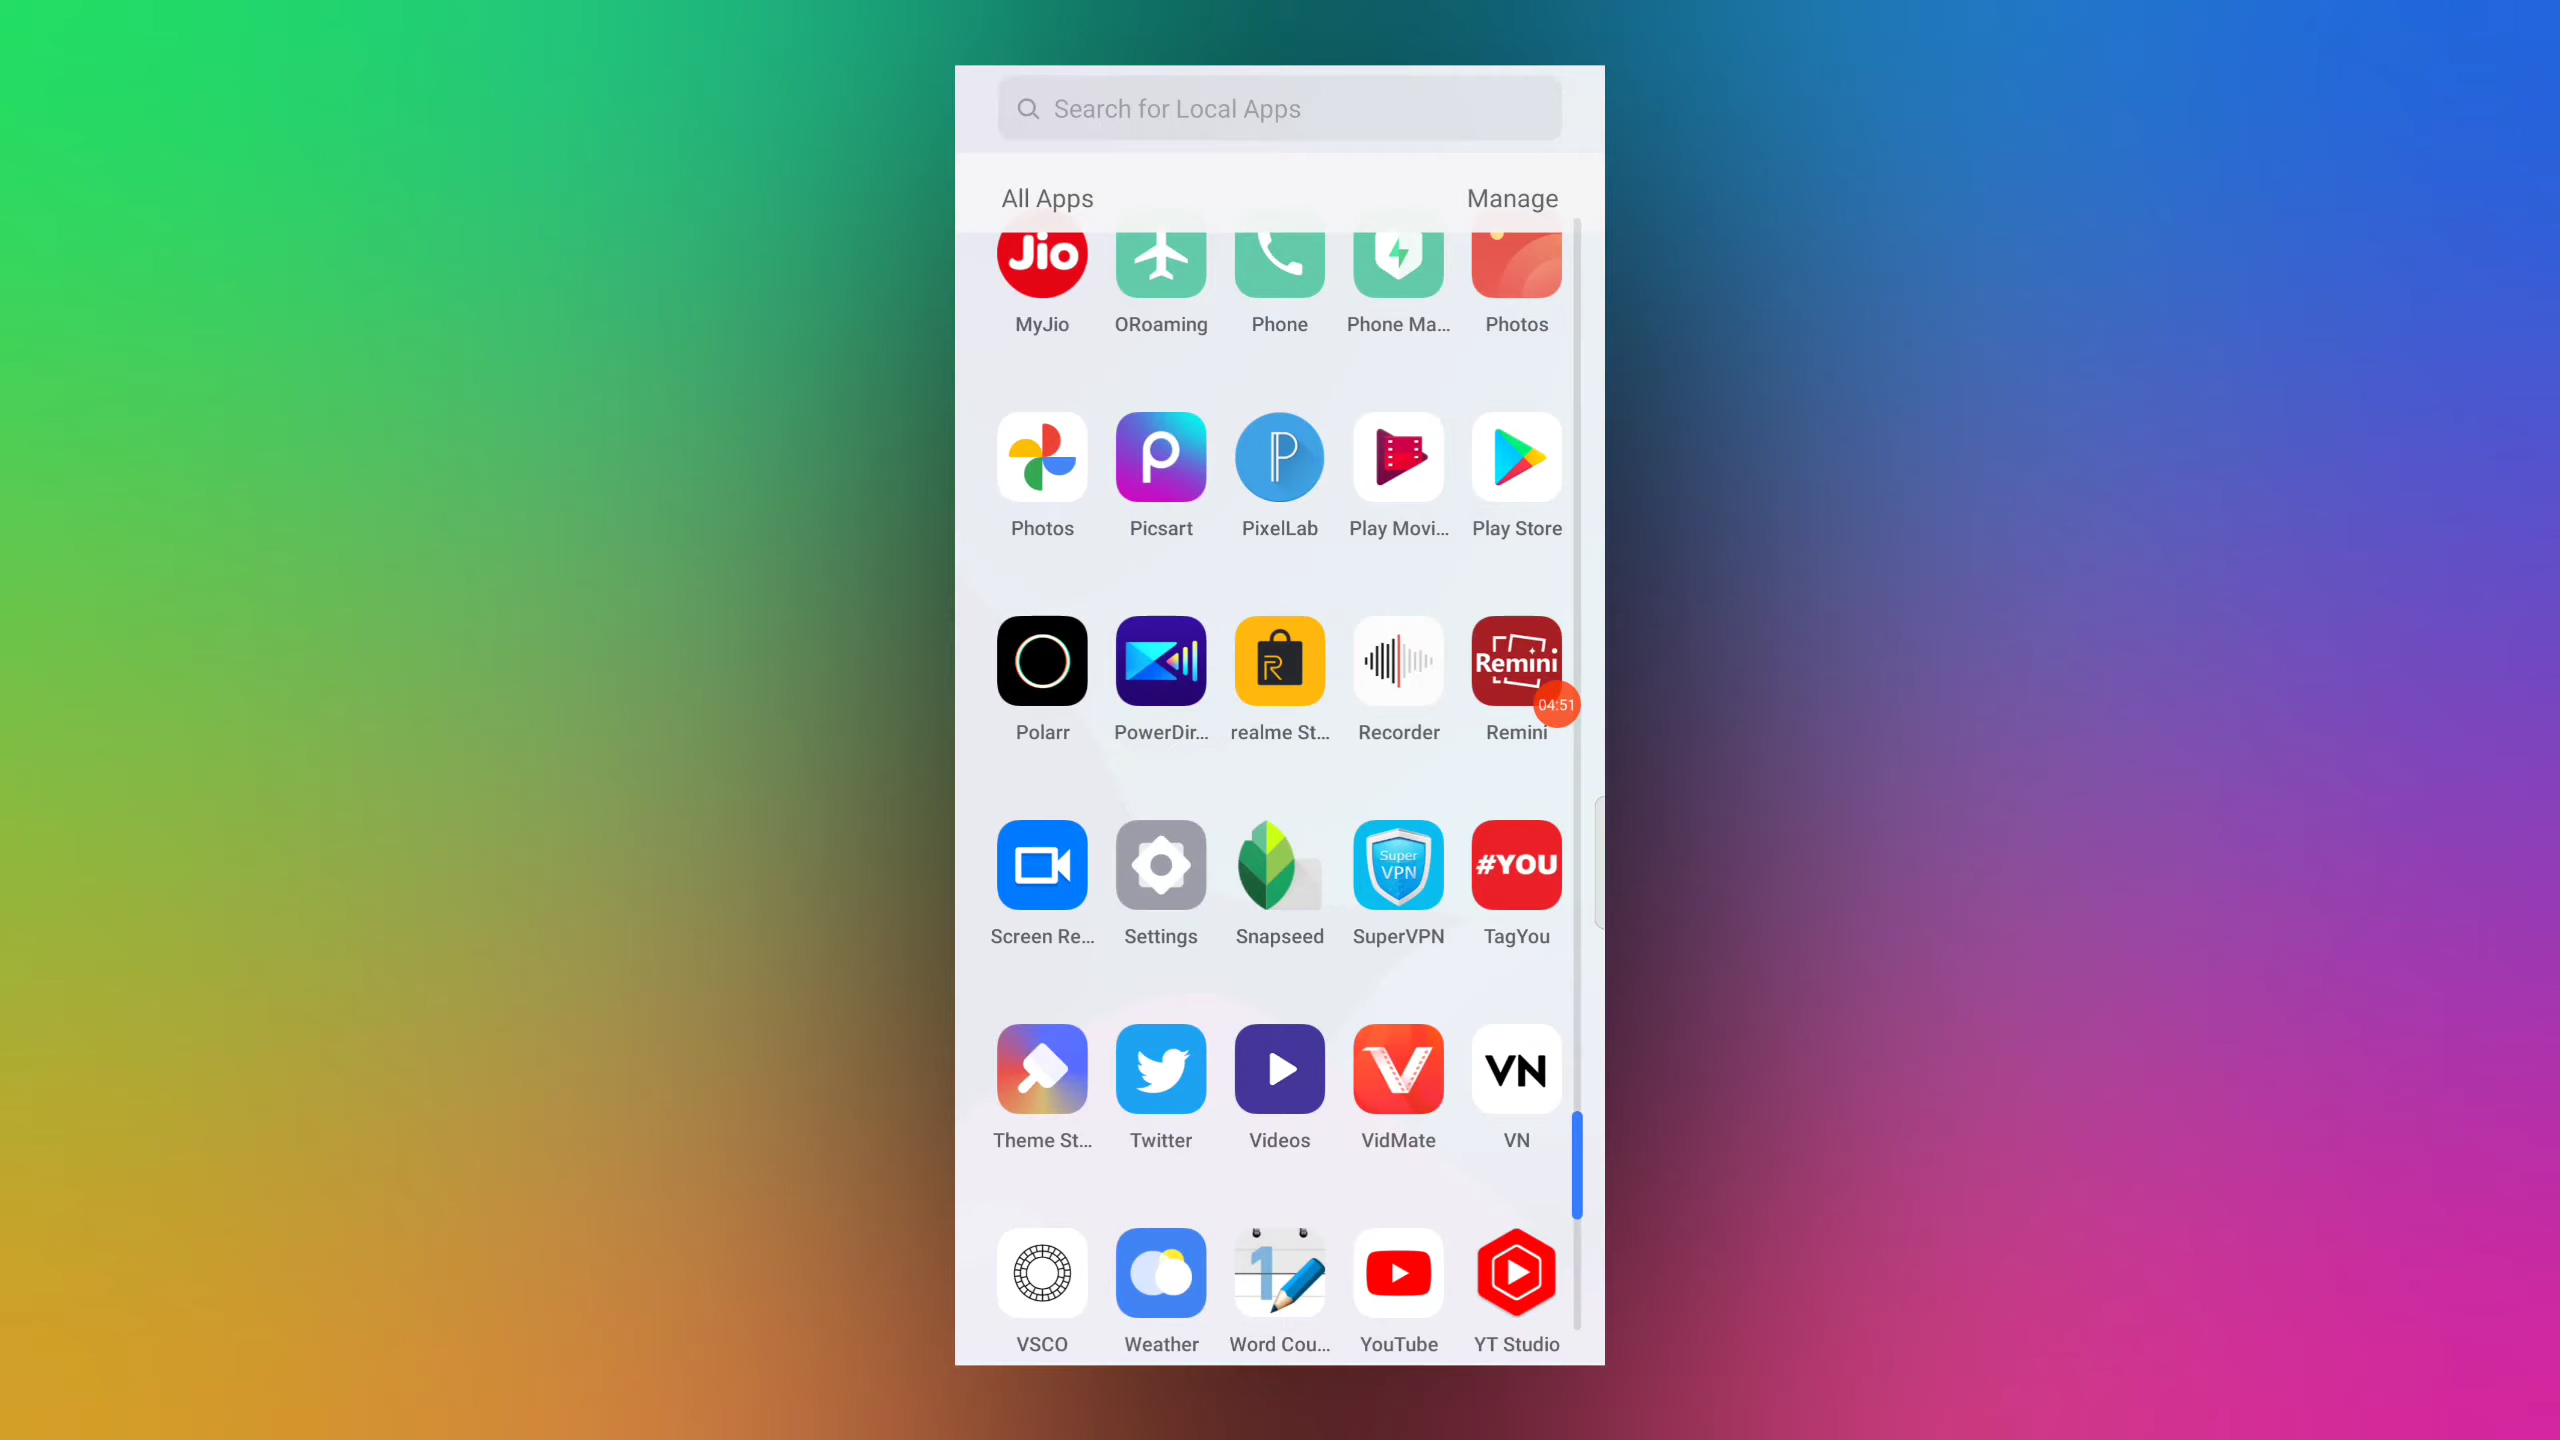 Search for Local Apps
All Apps Manage
Jio
MyJio ORoaming Phone Phone Ma... Photos
Photos Picsart PixelLab Play Movi... Play Store
R Remini
04:51
Polarr PowerDir... realme St... Recorder Remini
Super
VPN
#YOU
Screen Re... Settings Snapseed SuperVPN TagYou
VN
Theme St... Twitter Videos VidMate VN
1
VSCO Weather Word Cou... YouTube YT Studio